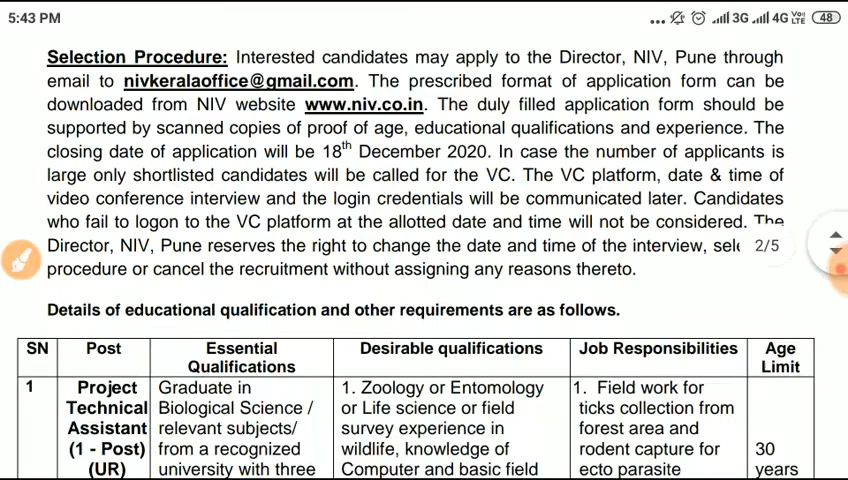 5:43 PM
... 3G 4G VoLTE 48
Selection Procedure: Interested candidates may apply to the Director, NIV, Pune through
email to nivkeralaoffice@gmail.com. The prescribed format of application form can be
downloaded from NIV website www.niv.co.in. The duly filled application form should be
supported by scanned copies of proof of age, educational qualifications and experience. The
closing date of application will be 18th December 2020. In case the number of applicants is
large only shortlisted candidates will be called for the VC. The VC platform, date & time of
video conference interview and the login credentials will be communicated later. Candidates
who fail to logon to the VC platform at the allotted date and time will not be considered. The
Director, NIV, Pune reserves the right to change the date and time of the interview,
2/5
procedure or cancel the recruitment without assigning any reasons thereto.
Details of educational qualification and other requirements are as follows.
SN Post Essential Qualifications Desirable qualifications Job Responsibilities Age Limit
1
Project
Technical
Assistant
(1 - Post)
(UR)
Graduate in
Biological Science /
relevant subjects/
from a recognized
university with three
1. Zoology or Entomology
or Life science or field
survey experience in
wildlife, knowledge of
Computer and basic field
1. Field work for
ticks collection from
forest area and
rodent capture for
ecto parasite
30
years